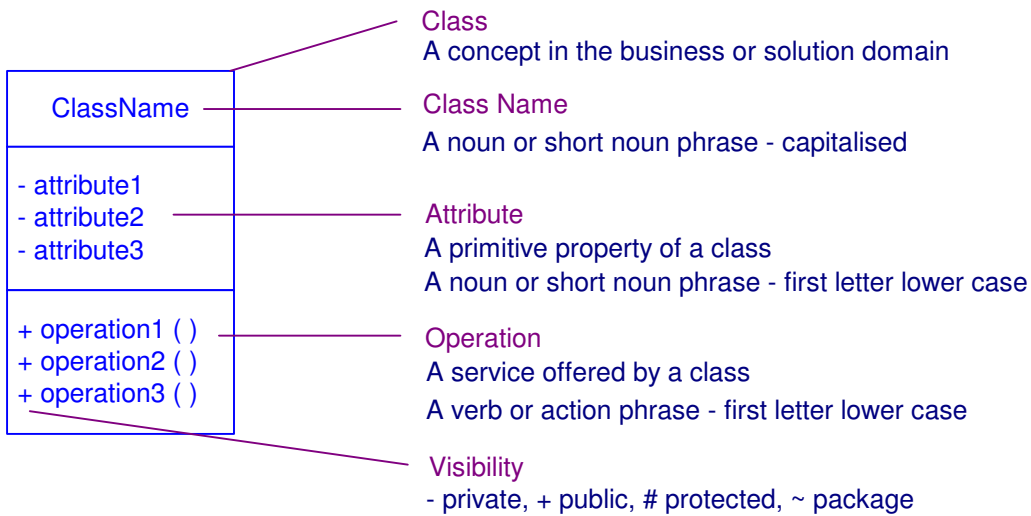 Class
A concept in the business or solution domain
ClassName
Class Name
A noun or short noun phrase - capitalised
- attribute1
- attribute2
- attribute3
Attribute
A primitive property of a class
A noun or short noun phrase - first letter lower case
+ operation1 ( )
+ operation2 ( )
+ operation3 ( )
Operation
A service offered by a class
A verb or action phrase - first letter lower case
Visibility
- private, + public, # protected, ~ package